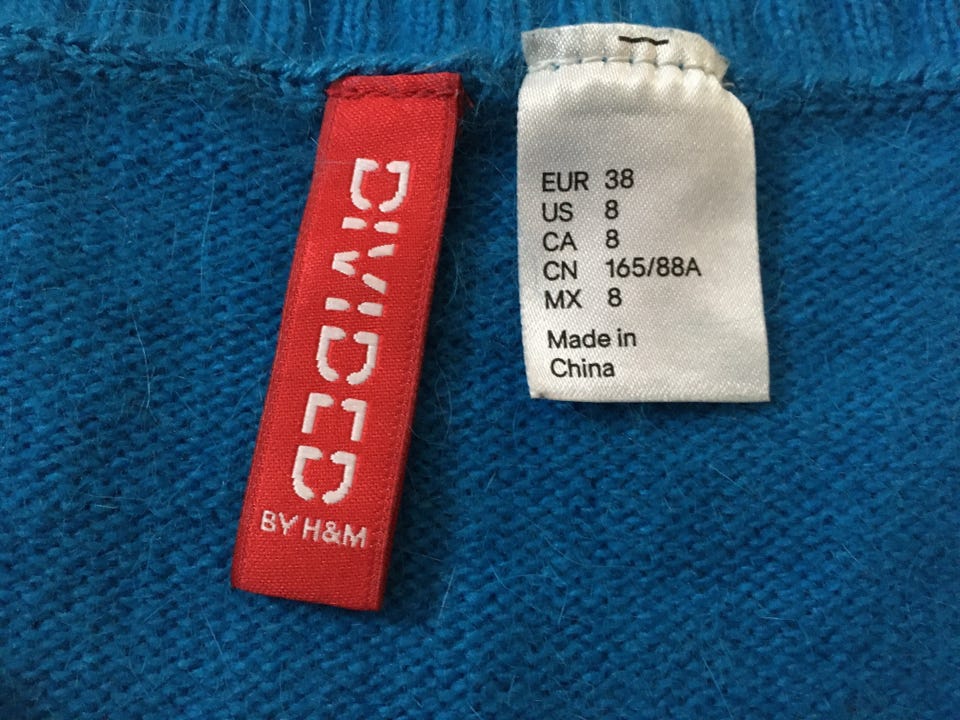 DIVIDED
BY H&M
EUR 38
US 8
CA 8
CN 165/88A
MX 8
Made in
China